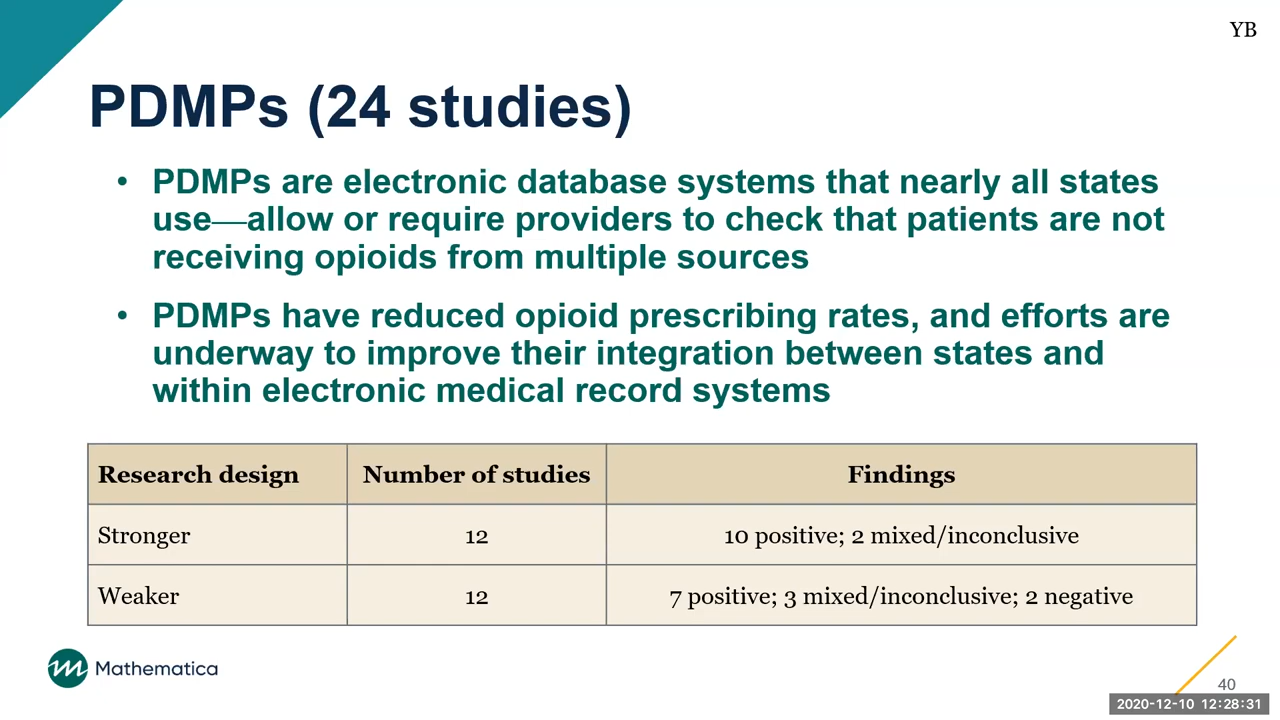 YB
PDMPs (24 studies)
• PDMPs are electronic database systems that nearly all states
use—allow or require providers to check that patients are not
receiving opioids from multiple sources
• PDMPs have reduced opioid prescribing rates, and efforts are
underway to improve their integration between states and
within electronic medical record systems
Research design Number of studies Findings
Stronger 12 10 positive; 2 mixed/inconclusive
Weaker 12 7 positive; 3 mixed/inconclusive; 2 negative
Mathematica
40
2020-12-10 12:28:31